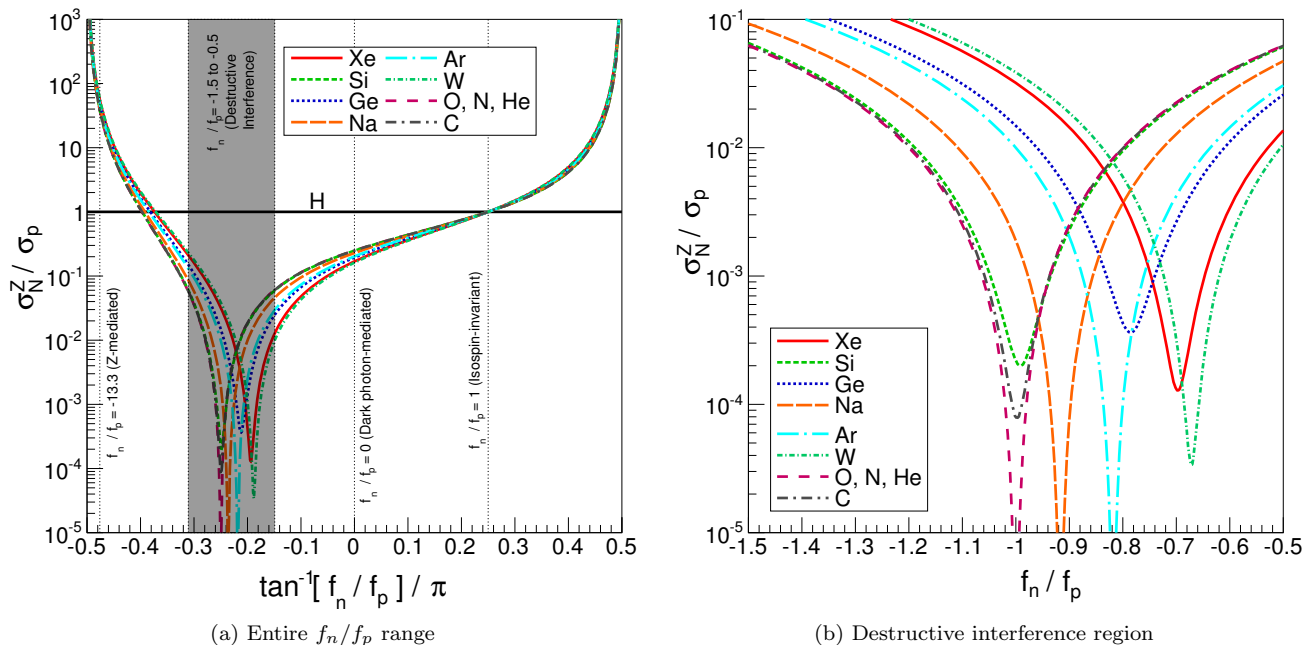 10³
10²
10
1
10⁻¹
10⁻²
10⁻³
10⁻⁴
10⁻⁵
σ_N^Z / σ_p
f_n / f_p = -13.3 (Z-mediated)
f_n / f_p= -1.5 to -0.5
(Destructive
Interference)
f_n / f_p = 0 (Dark photon-mediated)
f_n / f_p = 1 (Isospin-invariant)
H
Xe
Si
Ge
Na
Ar
W
O, N, He
C
-0.5 -0.4 -0.3 -0.2 -0.1 0 0.1 0.2 0.3 0.4 0.5
tan⁻¹[ f_n / f_p ] / π
(a) Entire f_n/f_p range
10⁻¹
10⁻²
10⁻³
10⁻⁴
10⁻⁵
σ_N^Z / σ_p
Xe
Si
Ge
Na
Ar
W
O, N, He
C
-1.5 -1.4 -1.3 -1.2 -1.1 -1 -0.9 -0.8 -0.7 -0.6 -0.5
f_n / f_p
(b) Destructive interference region